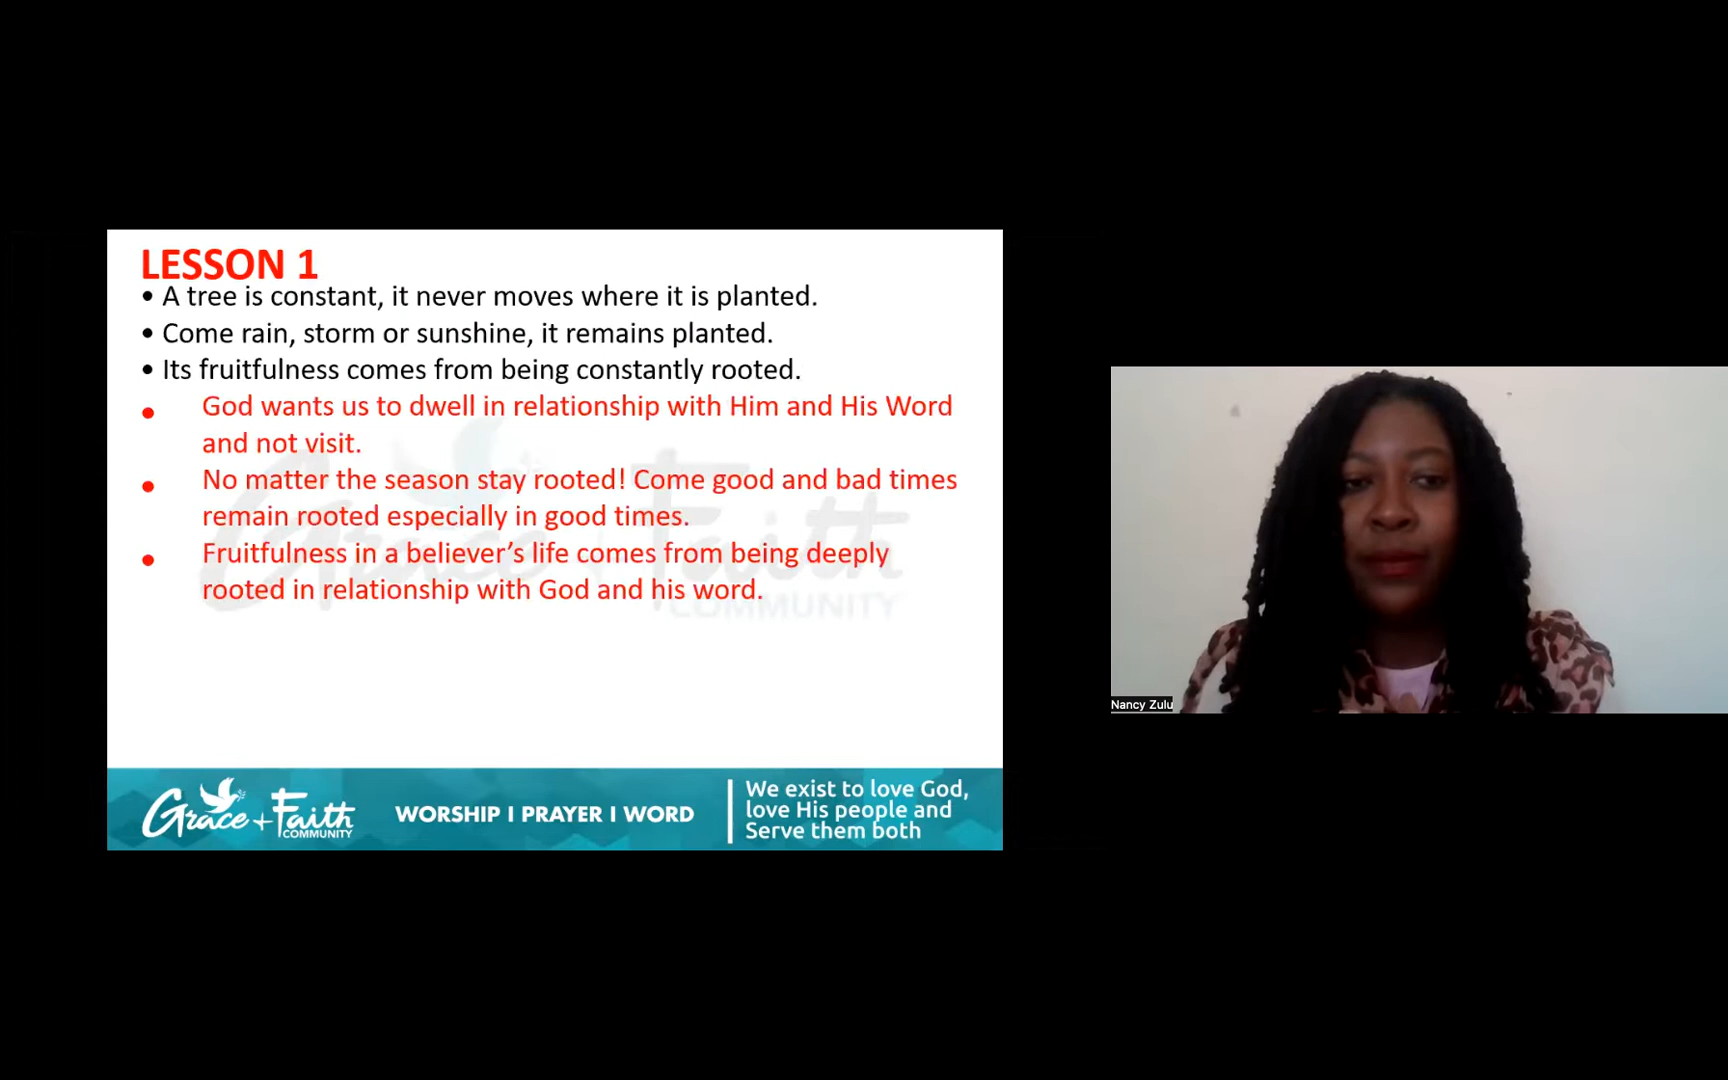 LESSON 1
• A tree is constant, it never moves where it is planted.
• Come rain, storm or sunshine, it remains planted.
• Its fruitfulness comes from being constantly rooted.
• God wants us to dwell in relationship with Him and His Word
and not visit.
• No matter the season stay rooted! Come good and bad times
remain rooted especially in good times.
• Fruitfulness in a believer’s life comes from being deeply
rooted in relationship with God and his word.
Grace + Faith
COMMUNITY
Grace + Faith
COMMUNITY
WORSHIP I PRAYER I WORD
We exist to love God,
love His people and
Serve them both
Nancy Zulu